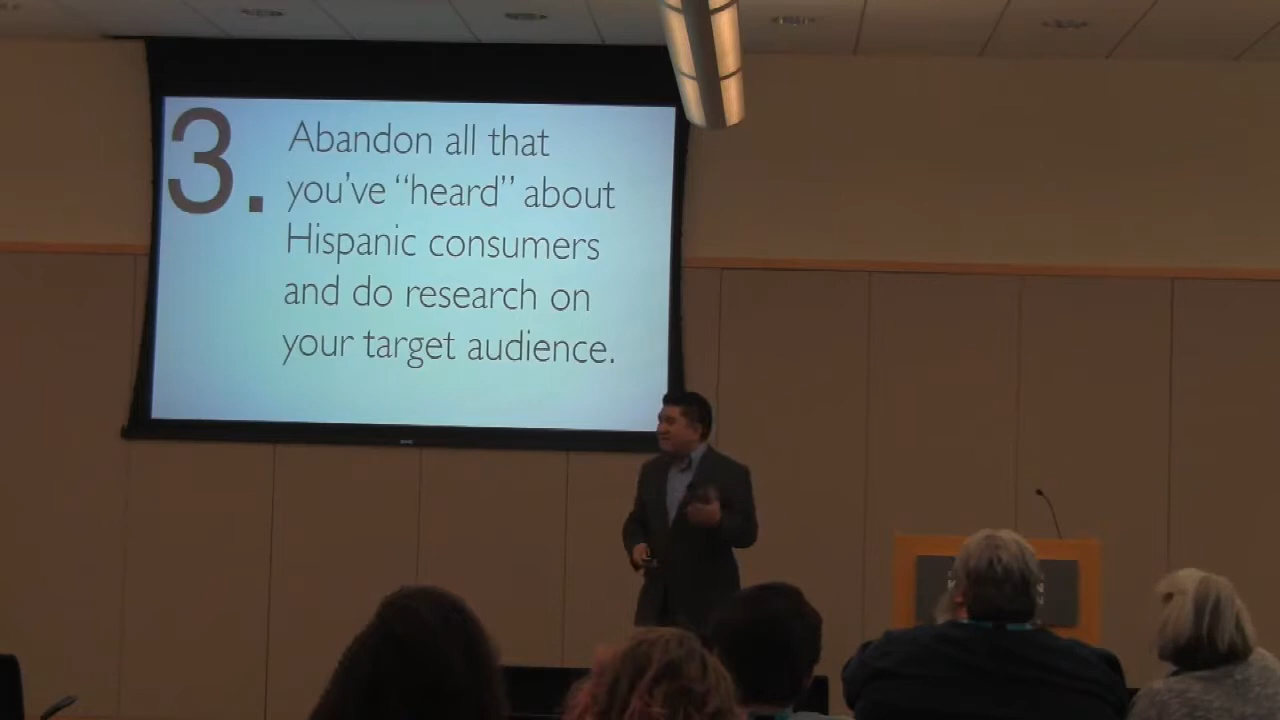 3.
Abandon all that
you've “heard” about
Hispanic consumers
and do research on
your target audience.